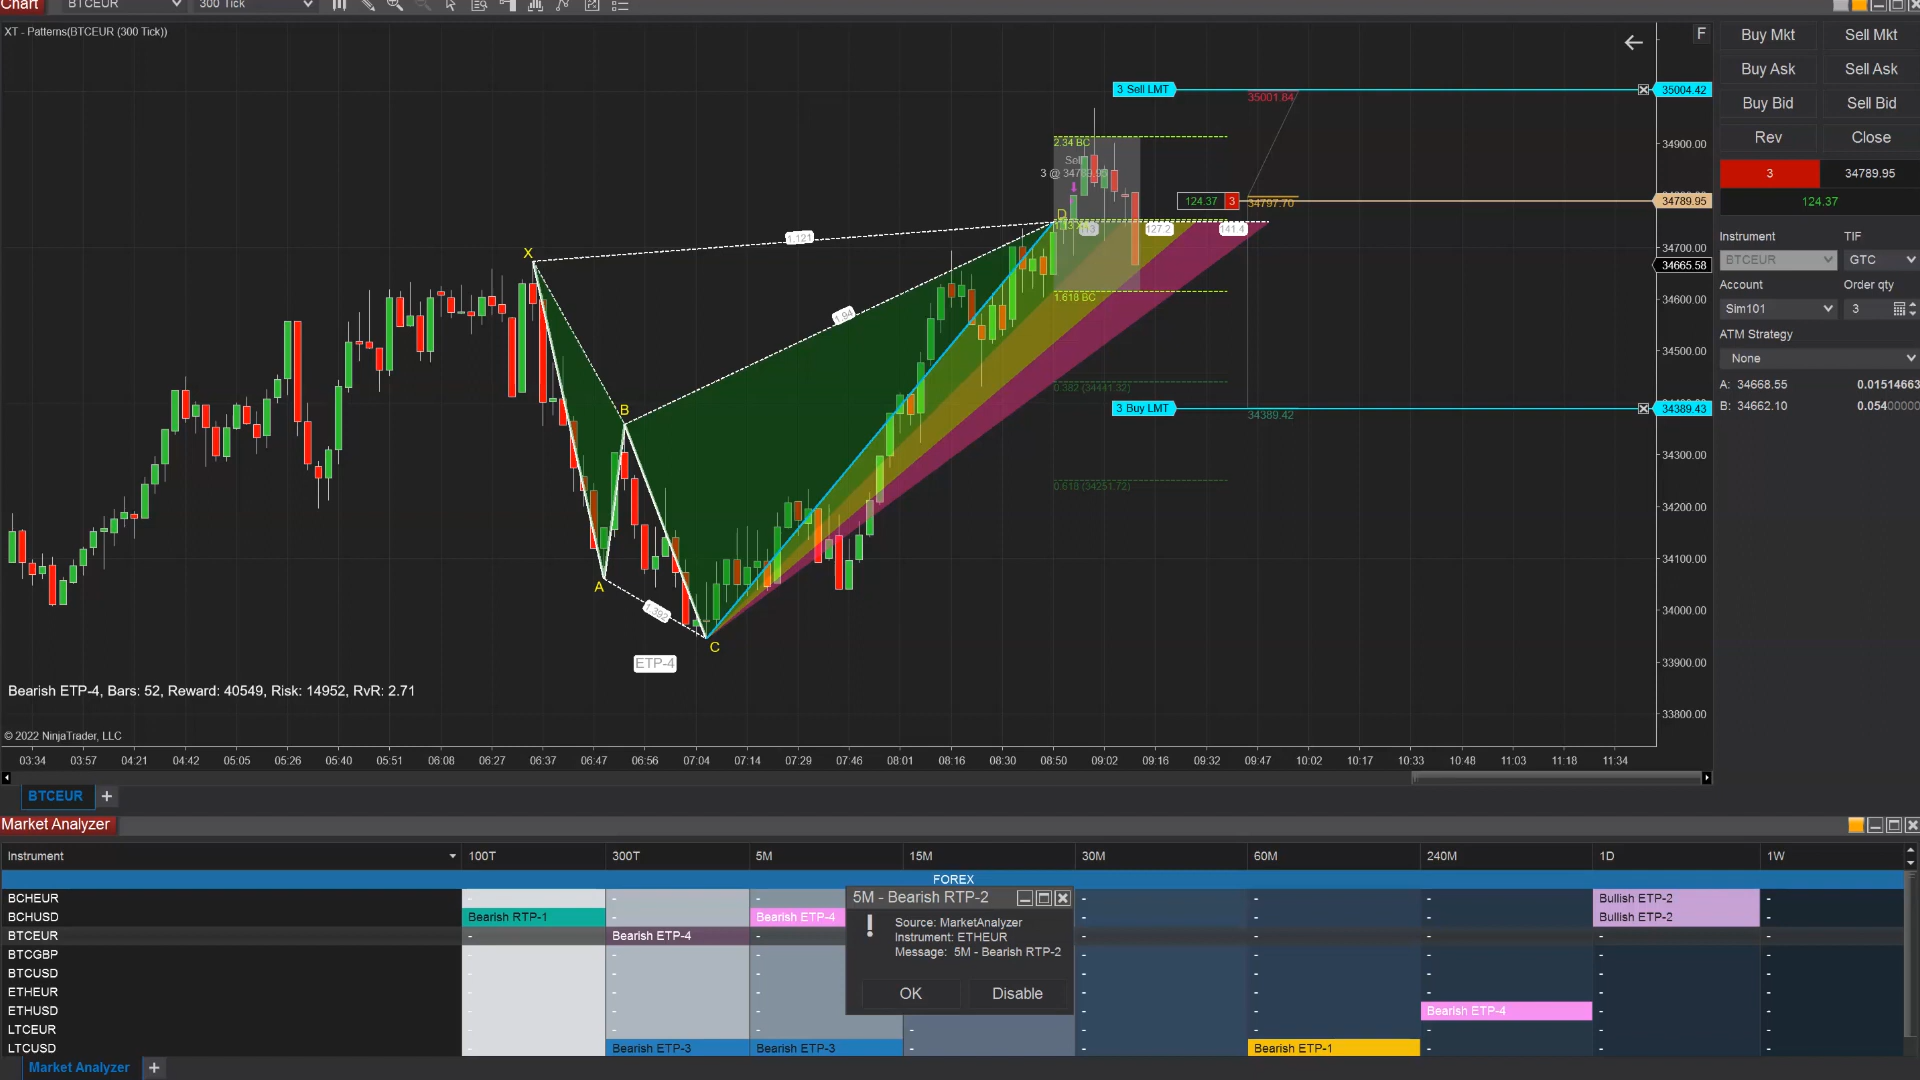 Chart
BTCEUR
300 Tick
XT - Patterns(BTCEUR (300 Tick))
F
Buy Mkt Sell Mkt
Buy Ask Sell Ask
Buy Bid Sell Bid
Rev Close
3 34789.95
124.37
Instrument TIF
BTCEUR GTC
Account Order qty
Sim101 3
ATM Strategy
None
A: 34668.55 0.01514663
B: 34662.10 0.05400000
3 Sell LMT
35001.84
35004.42
34900.00
2.34 BC
Sell
3 @ 34789.95
124.37 3
34797.70
34789.95
D
127.2
141.4
1.121
X
34700.00
34665.58
34600.00
1.618 BC
1.94
34500.00
0.382 (34441.32)
B
3 Buy LMT
34389.42
34389.43
34300.00
0.618 (34251.72)
34200.00
34100.00
A
1.392
34000.00
C
ETP-4
33900.00
33800.00
Bearish ETP-4, Bars: 52, Reward: 40549, Risk: 14952, RvR: 2.71
© 2022 NinjaTrader, LLC
03:34 03:57 04:21 04:42 05:05 05:26 05:40 05:51 06:08 06:27 06:37 06:47 06:56 07:04 07:14 07:29 07:46 08:01 08:16 08:30 08:50 09:02 09:16 09:32 09:47 10:02 10:17 10:33 10:48 11:03 11:18 11:34
BTCEUR +
Market Analyzer
Instrument 100T 300T 5M 15M 30M 60M 240M 1D 1W
FOREX
BCHEUR - - - - - - Bullish ETP-2 -
BCHUSD Bearish RTP-1 - Bearish ETP-4 - - - Bullish ETP-2 -
BTCEUR - Bearish ETP-4 - - - - - -
BTCGBP - - - - - - - -
BTCUSD - - - - - - - -
ETHEUR - - - - - - - -
ETHUSD - - - - - Bearish ETP-4 - -
LTCEUR - - - - - - - - -
LTCUSD - Bearish ETP-3 Bearish ETP-3 - - Bearish ETP-1 - - -
5M - Bearish RTP-2
Source: MarketAnalyzer
Instrument: ETHEUR
Message: 5M - Bearish RTP-2
OK Disable
Market Analyzer +